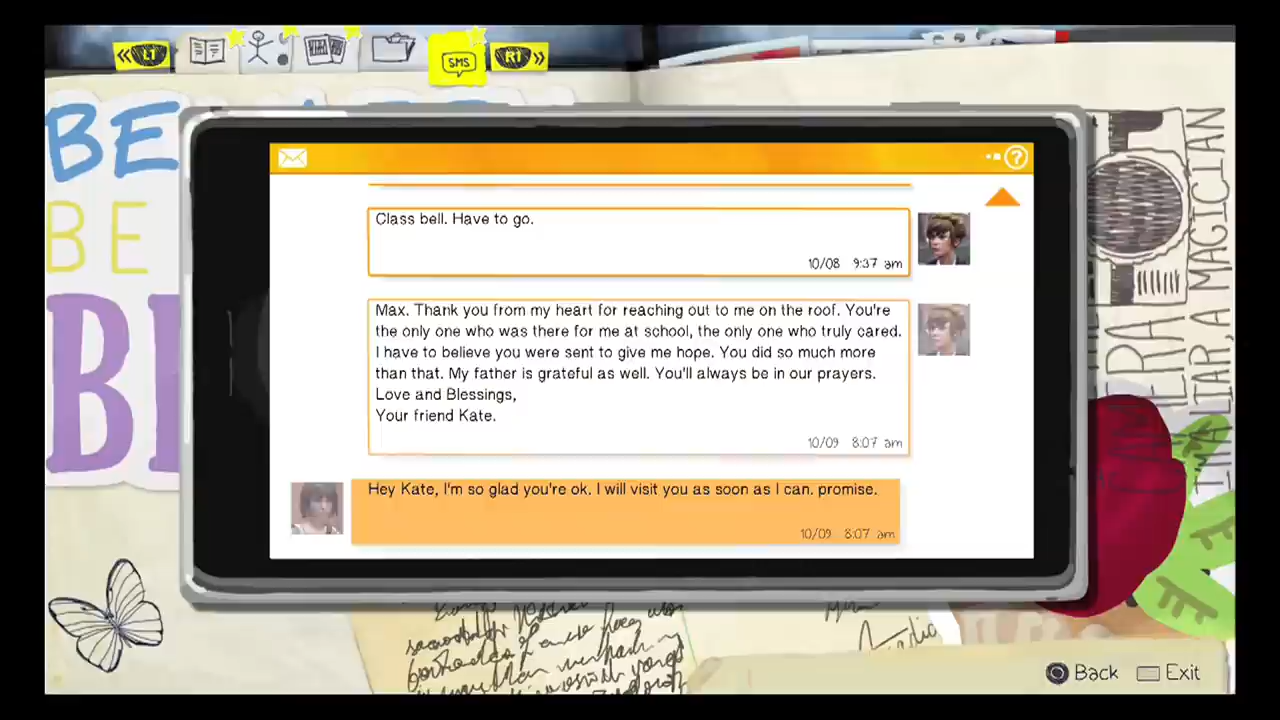 LT
SMS
RT
BE
BE
Class bell. Have to go.
10/08 9:37 am
Max. Thank you from my heart for reaching out to me on the roof. You're
the only one who was there for me at school, the only one who truly cared.
I have to believe you were sent to give me hope. You did so much more
than that. My father is grateful as well. You'll always be in our prayers.
Love and Blessings,
Your friend Kate.
10/09 8:07 am
Hey Kate, I'm so glad you're ok. I will visit you as soon as I can. promise.
10/09 8:07 am
LIAR, A MAGICIAN
Back
Exit